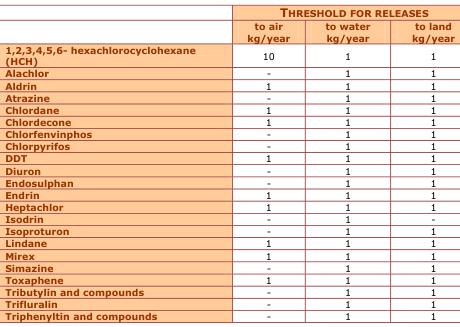 THRESHOLD FOR RELEASES
to air to water to land
kg/year kg/year kg/year
1,2,3,4,5,6- hexachlorocyclohexane
(HCH) 10 1 1
Alachlor - 1 1
Aldrin 1 1 1
Atrazine - 1 1
Chlordane 1 1 1
Chlordecone 1 1 1
Chlorfenvinphos - 1 1
Chlorpyrifos - 1 1
DDT 1 1 1
Diuron - 1 1
Endosulphan - 1 1
Endrin 1 1 1
Heptachlor 1 1 1
Isodrin - 1 -
Isoproturon - 1 1
Lindane 1 1 1
Mirex 1 1 1
Simazine - 1 1
Toxaphene 1 1 1
Tributylin and compounds - 1 1
Trifluralin - 1 1
Triphenyltin and compounds - 1 1